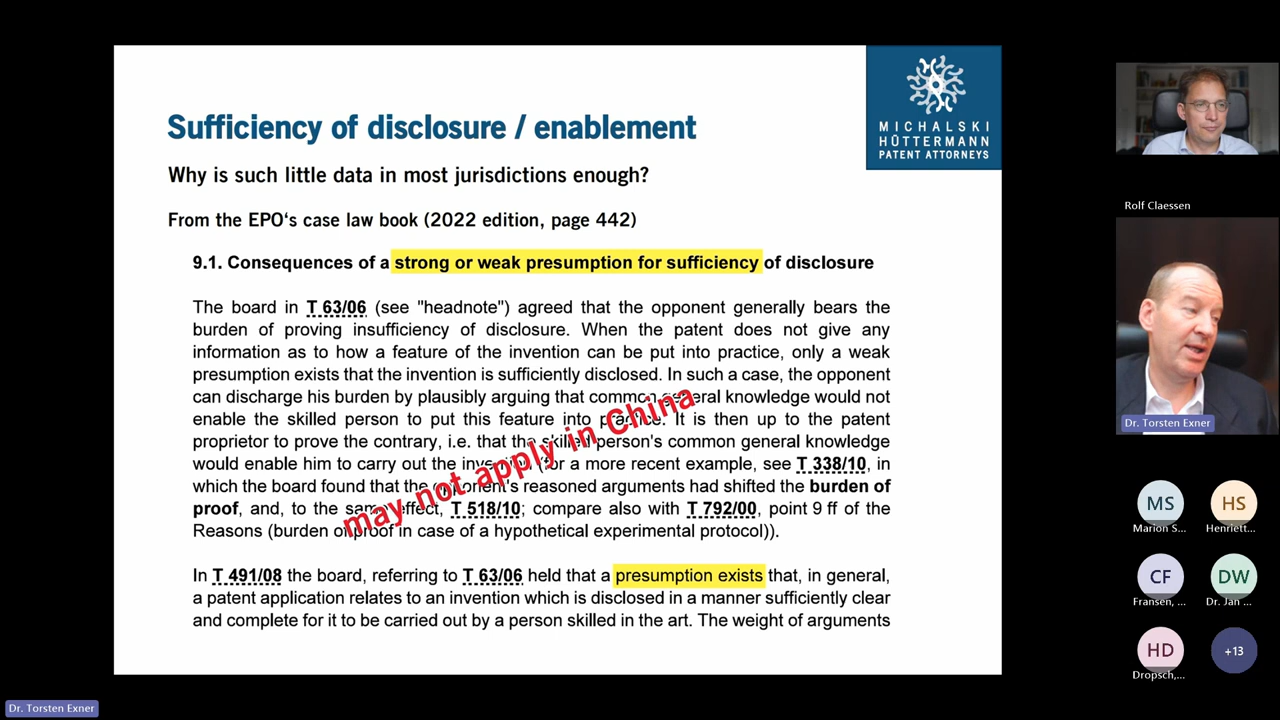 MICHALSKI
HÜTTERMANN
PATENT ATTORNEYS
Sufficiency of disclosure / enablement
Why is such little data in most jurisdictions enough?
From the EPO‘s case law book (2022 edition, page 442)
9.1. Consequences of a strong or weak presumption for sufficiency of disclosure
The board in T 63/06 (see "headnote") agreed that the opponent generally bears the
burden of proving insufficiency of disclosure. When the patent does not give any
information as to how a feature of the invention can be put into practice, only a weak
presumption exists that the invention is sufficiently disclosed. In such a case, the opponent
can discharge his burden by plausibly arguing that common general knowledge would not
enable the skilled person to put this feature into practice. It is then up to the patent
proprietor to prove the contrary, i.e. that the skilled person's common general knowledge
would enable him to carry out the invention (for a more recent example, see T 338/10, in
which the board found that the opponent's reasoned arguments had shifted the burden of
proof, and, to the same effect, T 518/10; compare also with T 792/00, point 9 ff of the
Reasons (burden of proof in case of a hypothetical experimental protocol)).
may not apply in China
In T 491/08 the board, referring to T 63/06 held that a presumption exists that, in general,
a patent application relates to an invention which is disclosed in a manner sufficiently clear
and complete for it to be carried out by a person skilled in the art. The weight of arguments
Rolf Claessen
Dr. Torsten Exner
MS
Marion S...
HS
Henriett...
CF
Fransen, ...
DW
Dr. Jan ...
HD
Dropsch,...
+13
Dr. Torsten Exner